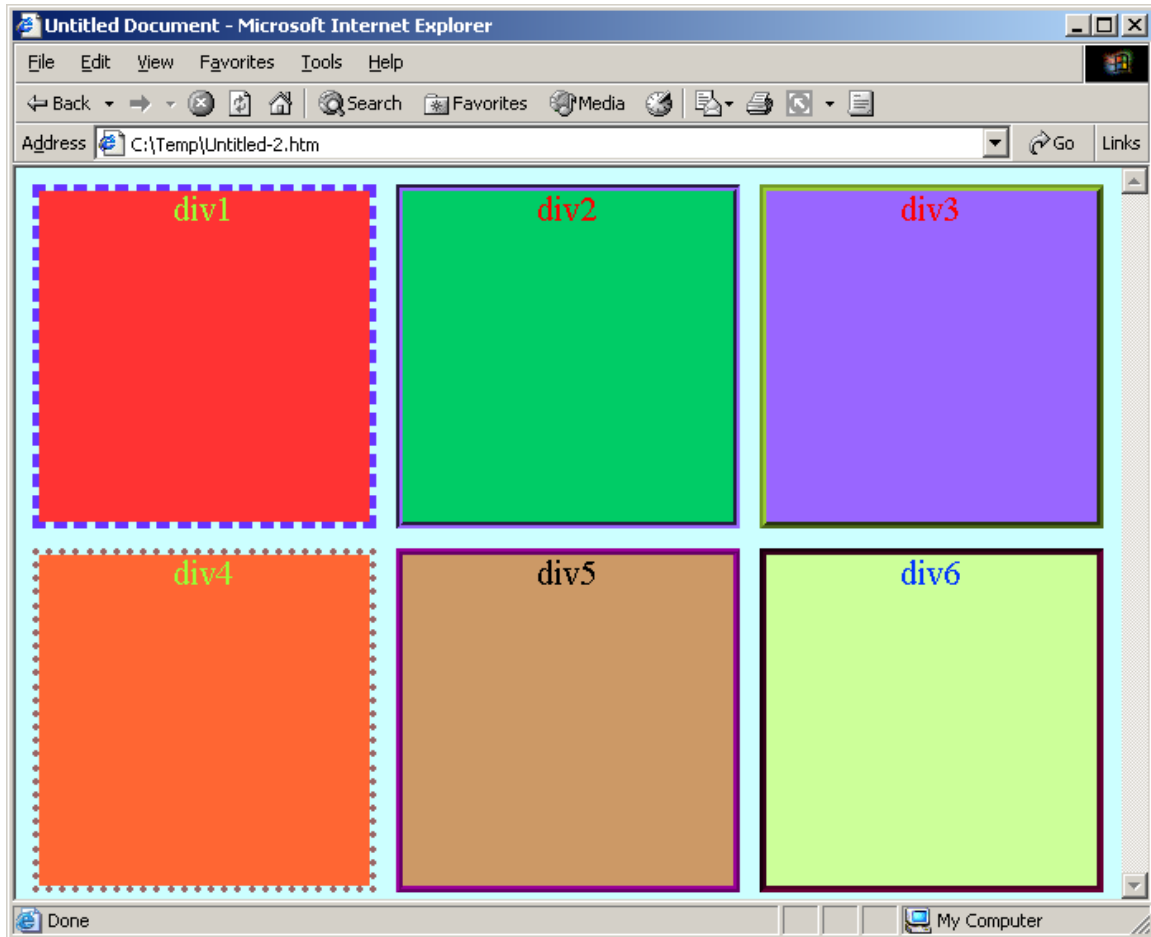 Untitled Document - Microsoft Internet Explorer
File Edit View Favorites Tools Help
Back Search Favorites Media
Address C:\Temp\Untitled-2.htm Go Links
div1 div2 div3
div4 div5 div6
Done My Computer